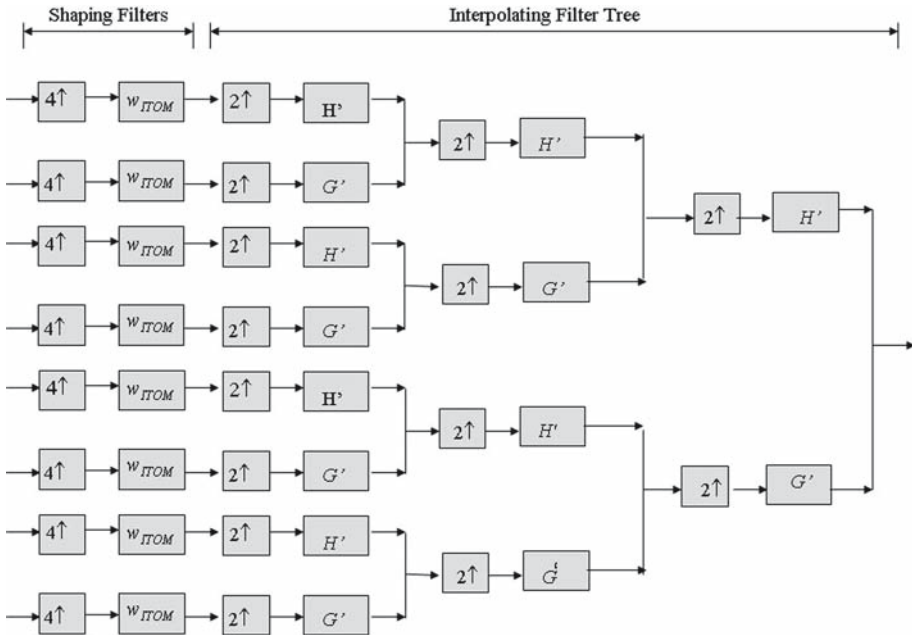 Shaping Filters Interpolating Filter Tree
4↑ w_ITOM 2↑ H’
2↑ H’
4↑ w_ITOM 2↑ G’
2↑ H’
4↑ w_ITOM 2↑ H’
2↑ G’
4↑ w_ITOM 2↑ G’
4↑ w_ITOM 2↑ H’
2↑ H'
4↑ w_ITOM 2↑ G’
2↑ G’
4↑ w_ITOM 2↑ H’
2↑ G‘
4↑ w_ITOM 2↑ G’